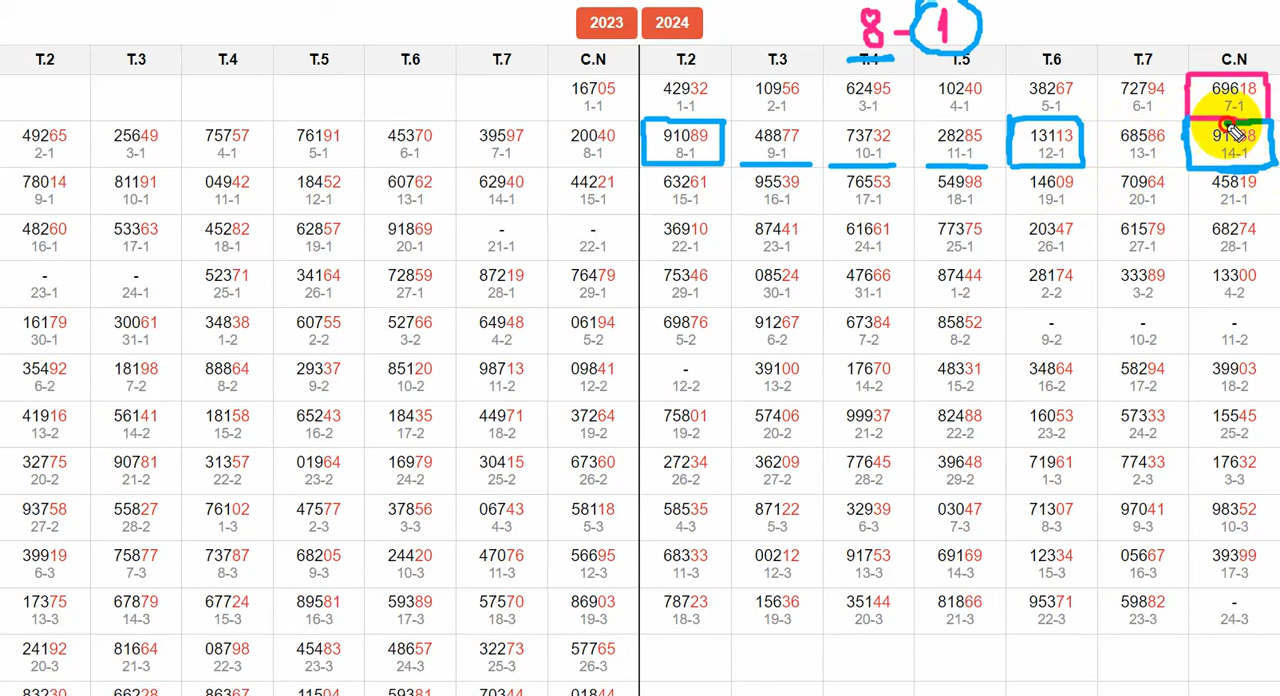 2023 2024 8-1
T.2 T.3 T.4 T.5 T.6 T.7 C.N T.2 T.3 T.4 T.5 T.6 T.7 C.N
16705 42932 10956 62495 10240 38267 72794 69618
1-1 1-1 2-1 3-1 4-1 5-1 6-1 7-1
49265 25649 75757 76191 45370 39597 20040 91089 48877 73732 28285 13113 68586
2-1 3-1 4-1 5-1 6-1 7-1 8-1 8-1 9-1 10-1 11-1 12-1 13-1 14-1
78014 81191 04942 18452 60762 62940 44221 63261 95539 76553 54998 14609 70964 45819
9-1 10-1 11-1 12-1 13-1 14-1 15-1 15-1 16-1 17-1 18-1 19-1 20-1 21-1
48260 53363 45282 62857 91869 - - 36910 87441 61661 77375 20347 61579 68274
16-1 17-1 18-1 19-1 20-1 21-1 22-1 22-1 23-1 24-1 25-1 26-1 27-1 28-1
- - 52371 34164 72859 87219 76479 75346 08524 47666 87444 28174 33389 13300
23-1 24-1 25-1 26-1 27-1 28-1 29-1 29-1 30-1 31-1 1-2 2-2 3-2 4-2
16179 30061 34838 60755 52766 64948 06194 69876 91267 67384 85852 - - -
30-1 31-1 1-2 2-2 3-2 4-2 5-2 5-2 6-2 7-2 8-2 9-2 10-2 11-2
35492 18198 88864 29337 85120 98713 09841 - 39100 17670 48331 34864 58294 39903
6-2 7-2 8-2 9-2 10-2 11-2 12-2 12-2 13-2 14-2 15-2 16-2 17-2 18-2
41916 56141 18158 65243 18435 44971 37264 75801 57406 99937 82488 16053 57333 15545
13-2 14-2 15-2 16-2 17-2 18-2 19-2 19-2 20-2 21-2 22-2 23-2 24-2 25-2
32775 90781 31357 01964 16979 30415 67360 27234 36209 77645 39648 71961 77433 17632
20-2 21-2 22-2 23-2 24-2 25-2 26-2 26-2 27-2 28-2 29-2 1-3 2-3 3-3
93758 55827 76102 47577 37856 06743 58118 58535 87122 32939 03047 71307 97041 98352
27-2 28-2 1-3 2-3 3-3 4-3 5-3 4-3 5-3 6-3 7-3 8-3 9-3 10-3
39919 75877 73787 68205 24420 47076 56695 68333 00212 91753 69169 12334 05667 39399
6-3 7-3 8-3 9-3 10-3 11-3 12-3 11-3 12-3 13-3 14-3 15-3 16-3 17-3
17375 67879 67724 89581 59389 57570 86903 78723 15636 35144 81866 95371 59882 -
13-3 14-3 15-3 16-3 17-3 18-3 19-3 18-3 19-3 20-3 21-3 22-3 23-3 24-3
24192 81664 08798 45483 48657 32273 57765
20-3 21-3 22-3 23-3 24-3 25-3 26-3
83230 66228 86367 11504 59381 70344 01844